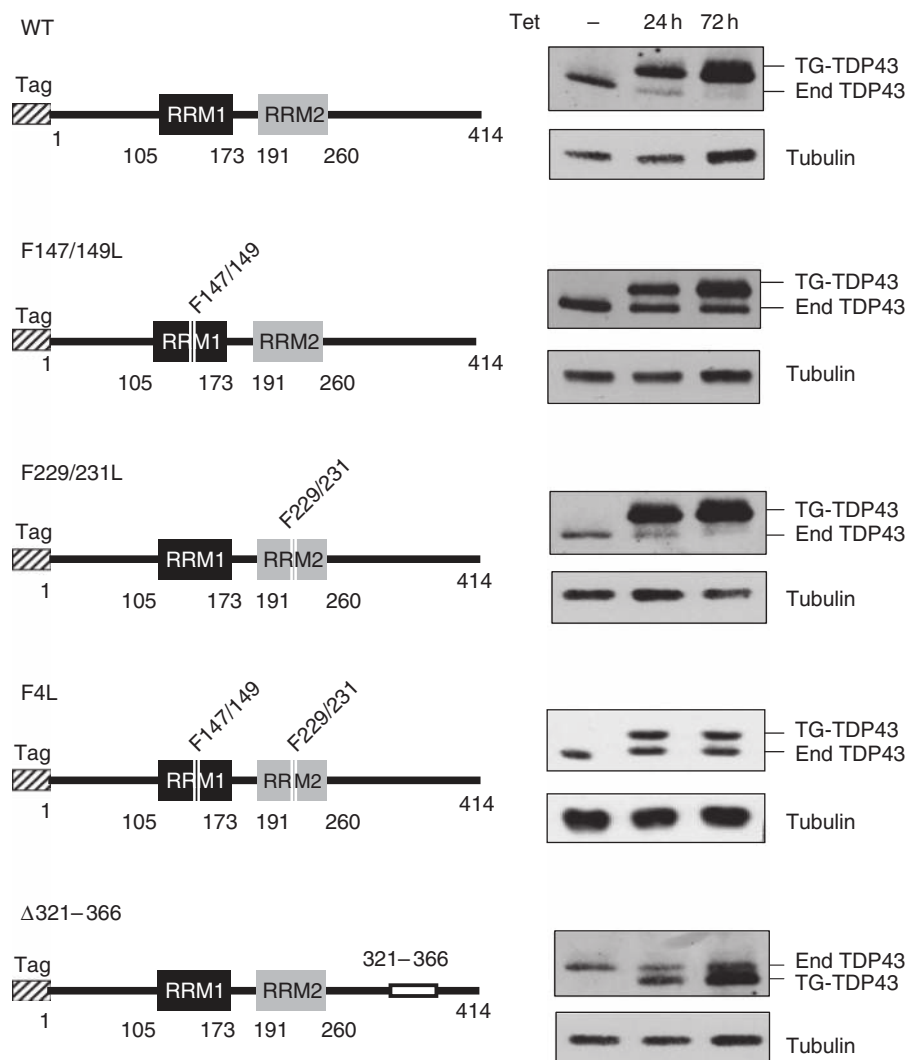 WT
Tet – 24 h 72 h
Tag
RRM1 RRM2
1 105 173 191 260 414
TG-TDP43
End TDP43
Tubulin
F147/149L
F147/149
Tag
RRM1 RRM2
1 105 173 191 260 414
TG-TDP43
End TDP43
Tubulin
F229/231L
F229/231
Tag
RRM1 RRM2
1 105 173 191 260 414
TG-TDP43
End TDP43
Tubulin
F4L
F147/149 F229/231
Tag
RRM1 RRM2
1 105 173 191 260 414
TG-TDP43
End TDP43
Tubulin
Δ321–366
321–366
Tag
RRM1 RRM2
1 105 173 191 260 414
End TDP43
TG-TDP43
Tubulin